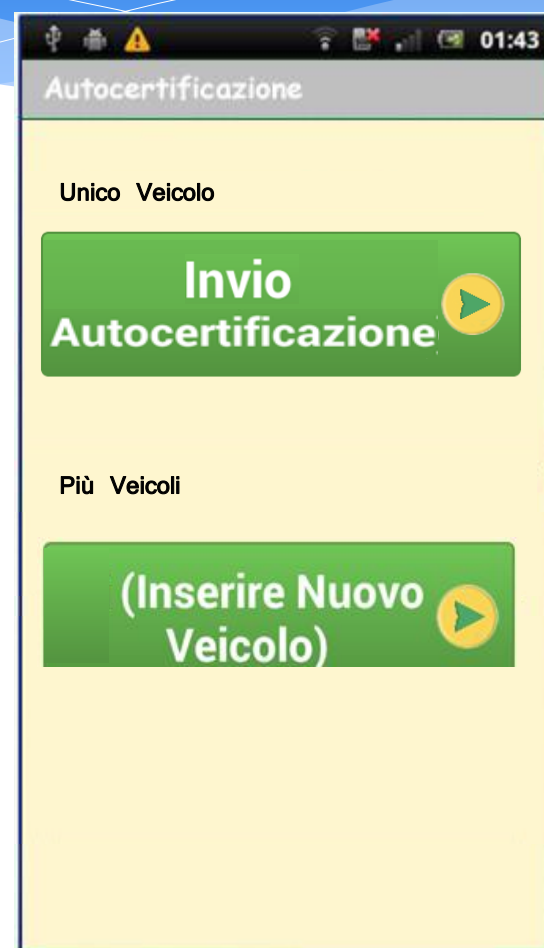 01:43
Autocertificazione
Unico Veicolo
Invio
Autocertificazione
Più Veicoli
(Inserire Nuovo
Veicolo)